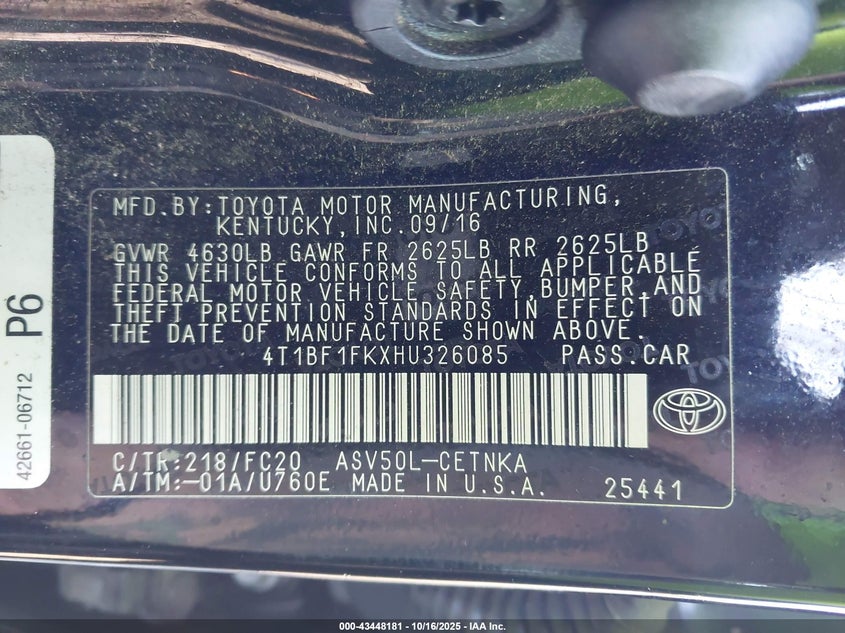 MFD.BY:TOYOTA MOTOR MANUFACTURING,
KENTUCKY,INC.09/16
GVWR 4630LB GAWR FR 2625LB RR 2625LB
THIS VEHICLE CONFORMS TO ALL APPLICABLE
FEDERAL MOTOR VEHICLE SAFETY,BUMPER,AND
THEFT PREVENTION STANDARDS IN EFFECT ON
THE DATE OF MANUFACTURE SHOWN ABOVE.
4T1BF1FKXHU326085 PASS.CAR
C/TR:218/FC20 ASV50L-CETNKA
A/TM:-01A/U760E MADE IN U.S.A. 25441
P6
42661-06712
000-43448181 - 10/16/2025 - IAA Inc.